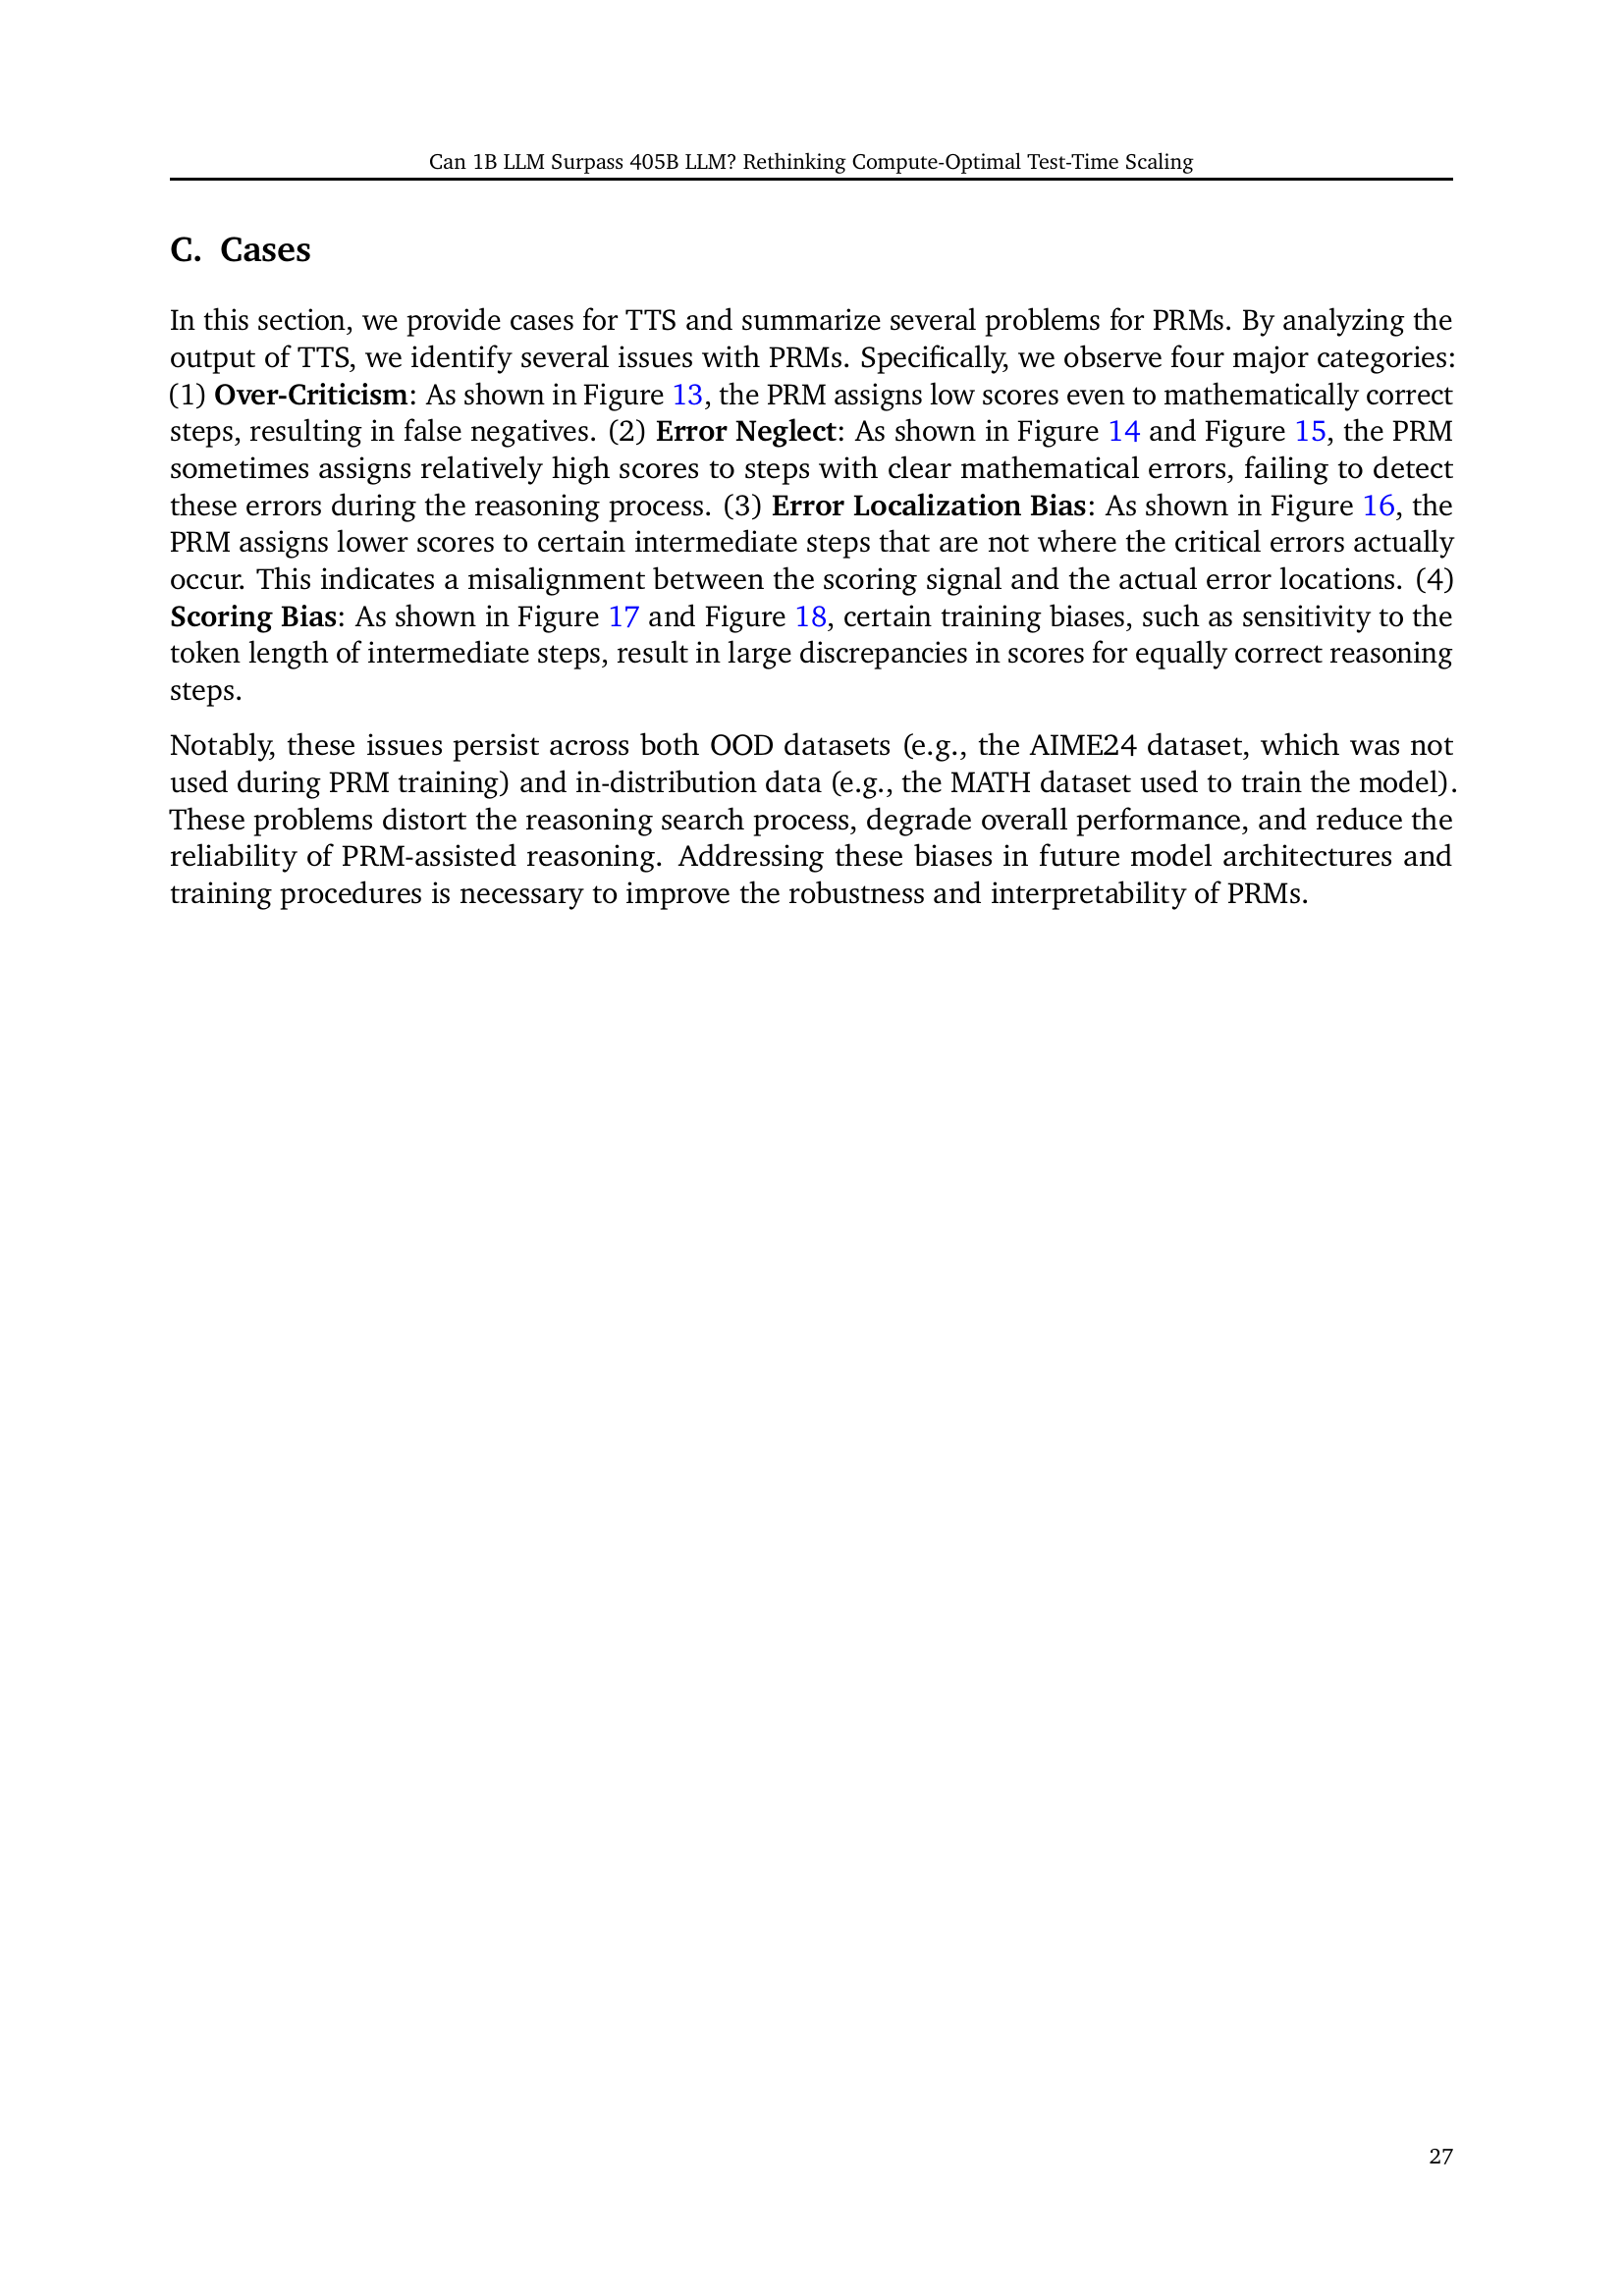 Can 1B LLM Surpass 405B LLM? Rethinking Compute-Optimal Test-Time Scaling
C. Cases
In this section, we provide cases for TTS and summarize several problems for PRMs. By analyzing the
output of TTS, we identify several issues with PRMs. Specifically, we observe four major categories:
(1) Over-Criticism: As shown in Figure 13, the PRM assigns low scores even to mathematically correct
steps, resulting in false negatives. (2) Error Neglect: As shown in Figure 14 and Figure 15, the PRM
sometimes assigns relatively high scores to steps with clear mathematical errors, failing to detect
these errors during the reasoning process. (3) Error Localization Bias: As shown in Figure 16, the
PRM assigns lower scores to certain intermediate steps that are not where the critical errors actually
occur. This indicates a misalignment between the scoring signal and the actual error locations. (4)
Scoring Bias: As shown in Figure 17 and Figure 18, certain training biases, such as sensitivity to the
token length of intermediate steps, result in large discrepancies in scores for equally correct reasoning
steps.
Notably, these issues persist across both OOD datasets (e.g., the AIME24 dataset, which was not
used during PRM training) and in-distribution data (e.g., the MATH dataset used to train the model).
These problems distort the reasoning search process, degrade overall performance, and reduce the
reliability of PRM-assisted reasoning. Addressing these biases in future model architectures and
training procedures is necessary to improve the robustness and interpretability of PRMs.
27